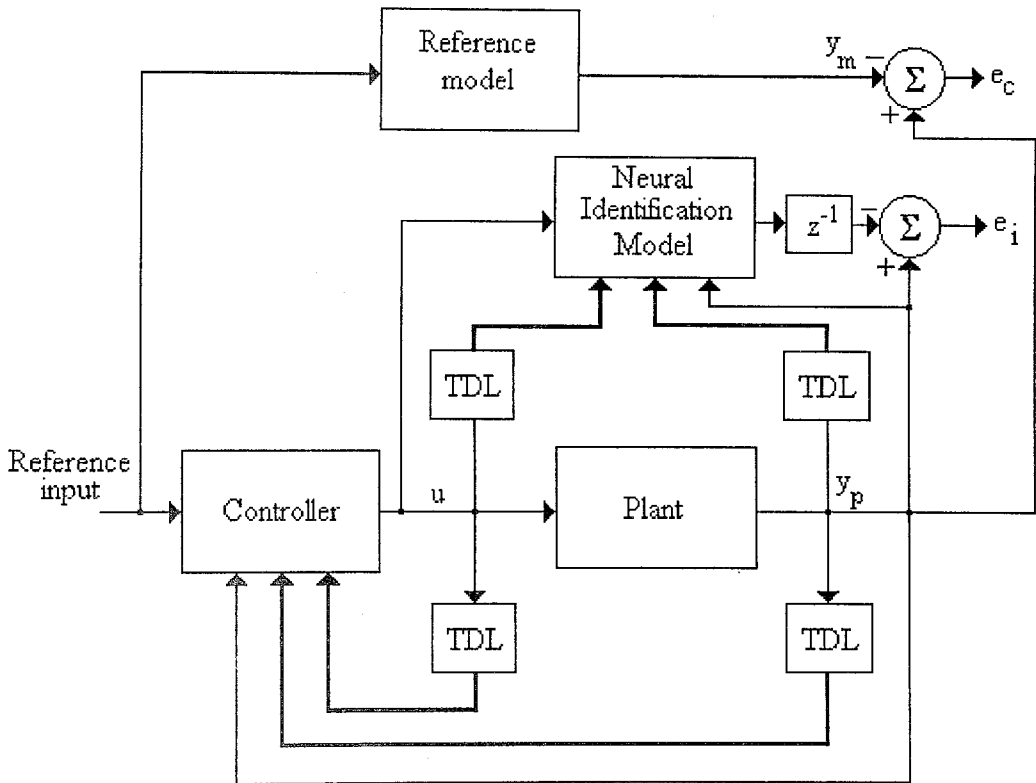 Reference
model
y_m
−
Σ
e_c
+
Neural
Identification
Model
z^-1
−
Σ
e_i
+
TDL
TDL
Reference
input
Controller
u
Plant
y_p
TDL
TDL